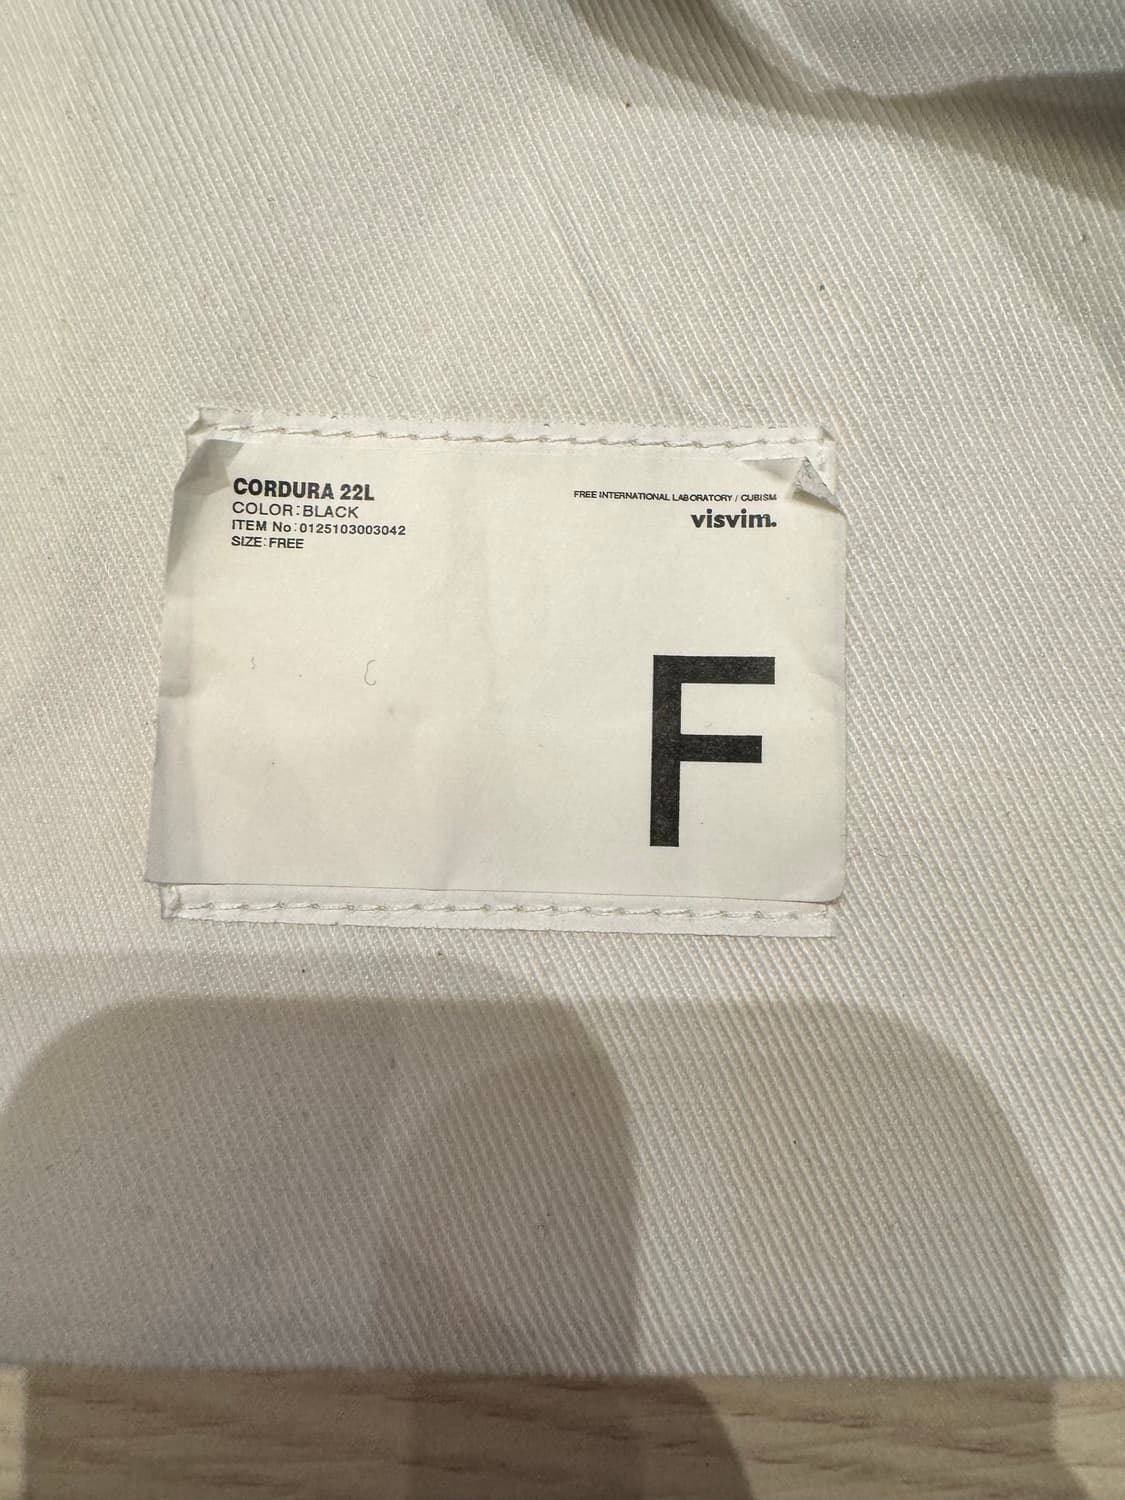 CORDURA 22L
COLOR:BLACK
ITEM No:0125103003042
SIZE:FREE
FREE INTERNATIONAL LABORATORY / CUBISM
visvim.
F